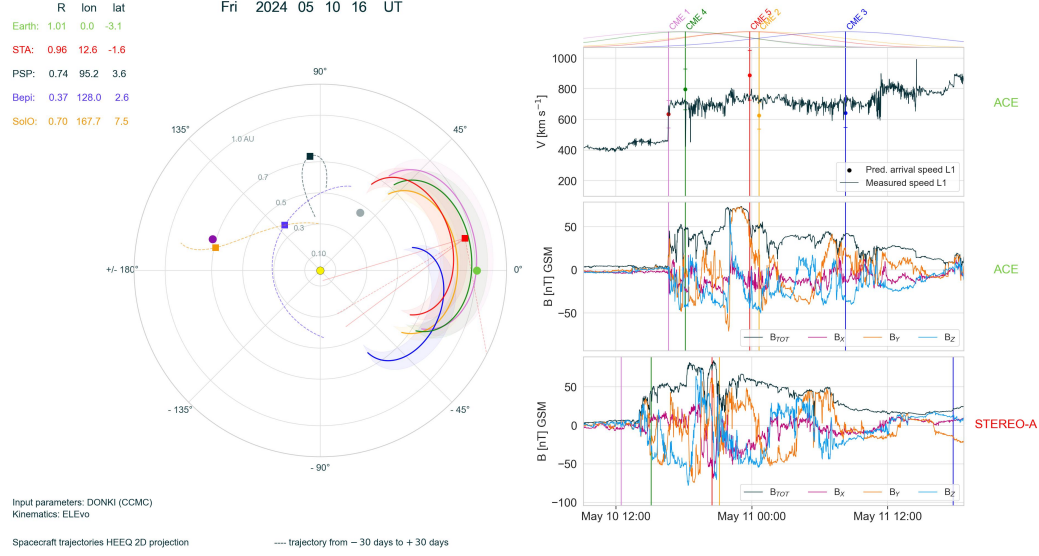 Fri 2024 05 10 16 UT
R lon lat
Earth: 1.01 0.0 -3.1
STA: 0.96 12.6 -1.6
PSP: 0.74 95.2 3.6
Bepi: 0.37 128.0 2.6
SolO: 0.70 167.7 7.5
90°
135°
45°
1.0 AU
0.7
0.5
0.3
0.10
+/- 180°
0°
- 135°
- 45°
- 90°
Input parameters: DONKI (CCMC)
Kinematics: ELEvo
Spacecraft trajectories HEEQ 2D projection
---- trajectory from − 30 days to + 30 days
CME 1
CME 4
CME 5
CME 2
CME 3
V [km s⁻¹]
1000
800
600
400
200
Pred. arrival speed L1
Measured speed L1
ACE
B [nT] GSM
50
0
−50
B_TOT B_X B_Y B_Z
ACE
B [nT] GSM
50
0
−50
−100
B_TOT B_X B_Y B_Z
STEREO-A
May 10 12:00 May 11 00:00 May 11 12:00